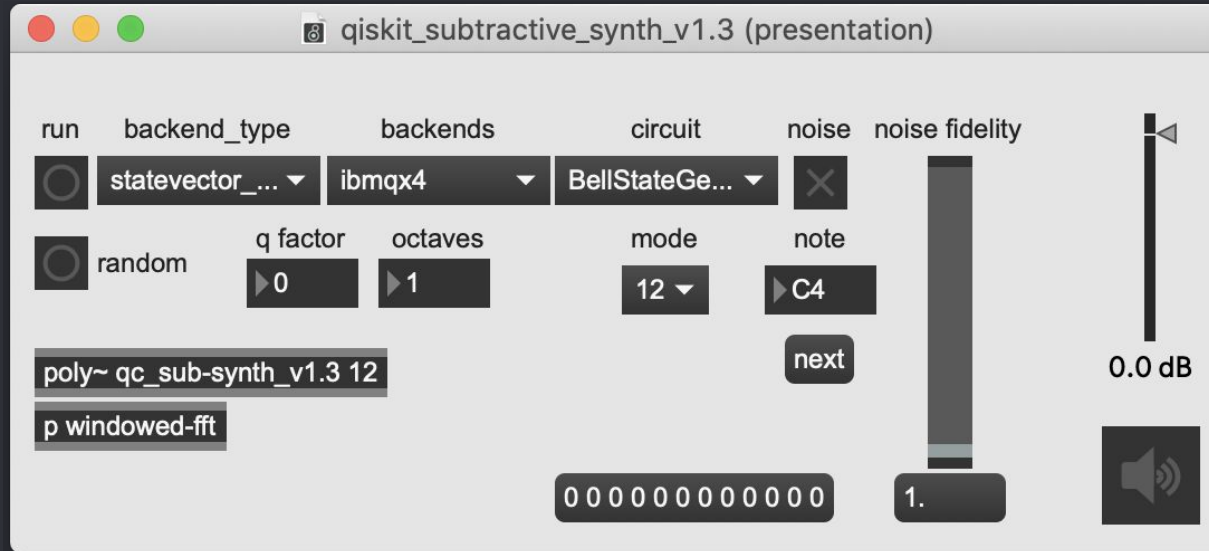 qiskit_subtractive_synth_v1.3 (presentation)
run backend_type backends circuit noise noise fidelity
statevector_... ibmqx4 BellStateGe...
q factor octaves mode note
random 0 1 12 C4
next
poly~ qc_sub-synth_v1.3 12
0.0 dB
p windowed-fft
0 0 0 0 0 0 0 0 0 0 0 0 1.